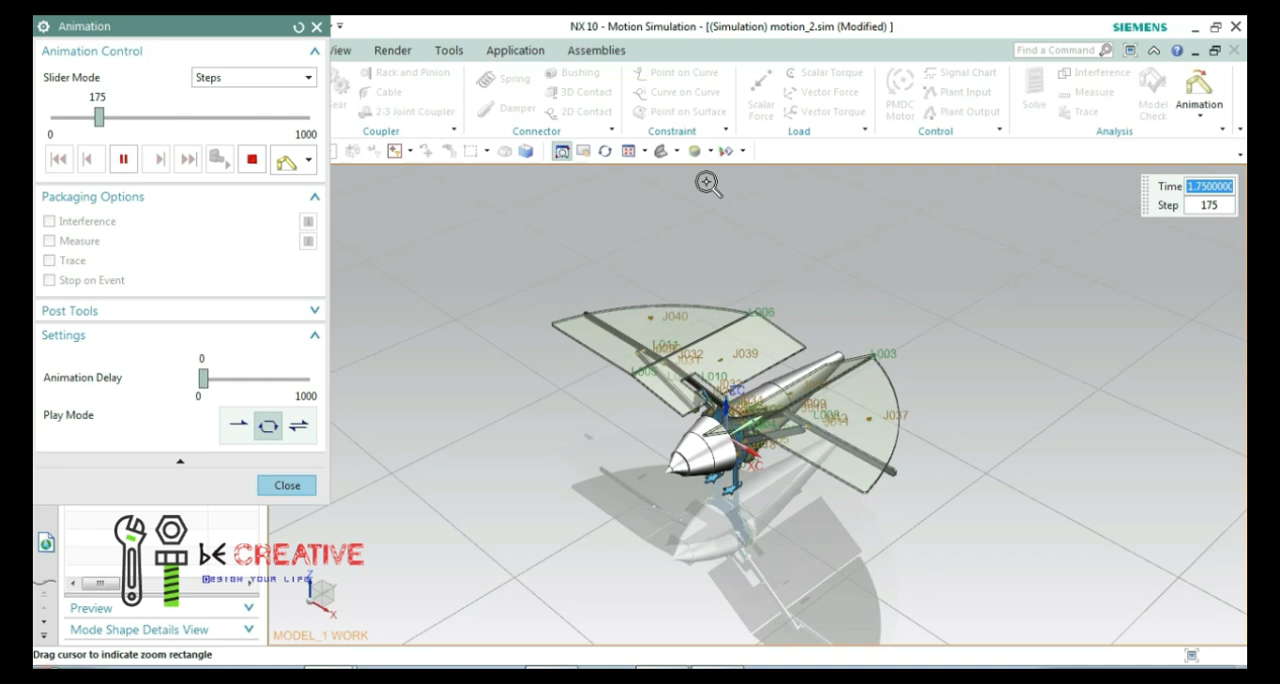 Animation
NX 10 - Motion Simulation - [(Simulation) motion_2.sim (Modified) ]
SIEMENS
Animation Control
View Render Tools Application Assemblies
Find a Command
Slider Mode
Steps
175
0 1000
Rack and Pinion
Cable
2-3 Joint Coupler
Coupler
Spring
Damper
Bushing
3D Contact
2D Contact
Connector
Point on Curve
Curve on Curve
Point on Surface
Constraint
Scalar Force
Scalar Torque
Vector Force
Vector Torque
Load
PMDC Motor
Signal Chart
Plant Input
Plant Output
Control
Solve
Interference
Measure
Trace
Model Check
Animation
Analysis
Packaging Options
Interference
Measure
Trace
Stop on Event
Time 1.7500000
Step 175
Post Tools
Settings
0
Animation Delay
0 1000
Play Mode
Close
J040
L006
L011
J032
J039
L010
L003
J037
ZC
XC
bE CREATIVE
DESIGN YOUR LIFE
Z
X
Preview
Mode Shape Details View
MODEL_1 WORK
Drag cursor to indicate zoom rectangle